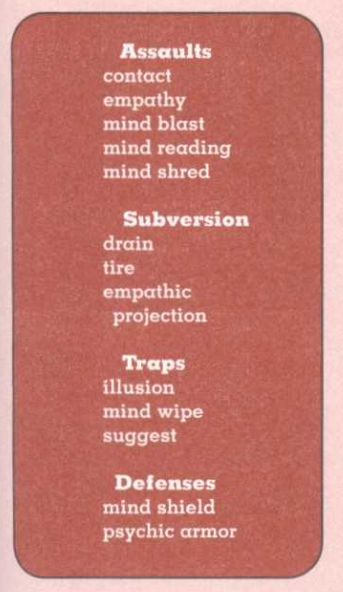 Assaults
contact
empathy
mind blast
mind reading
mind shred
Subversion
drain
tire
empathic
projection
Traps
illusion
mind wipe
suggest
Defenses
mind shield
psychic armor